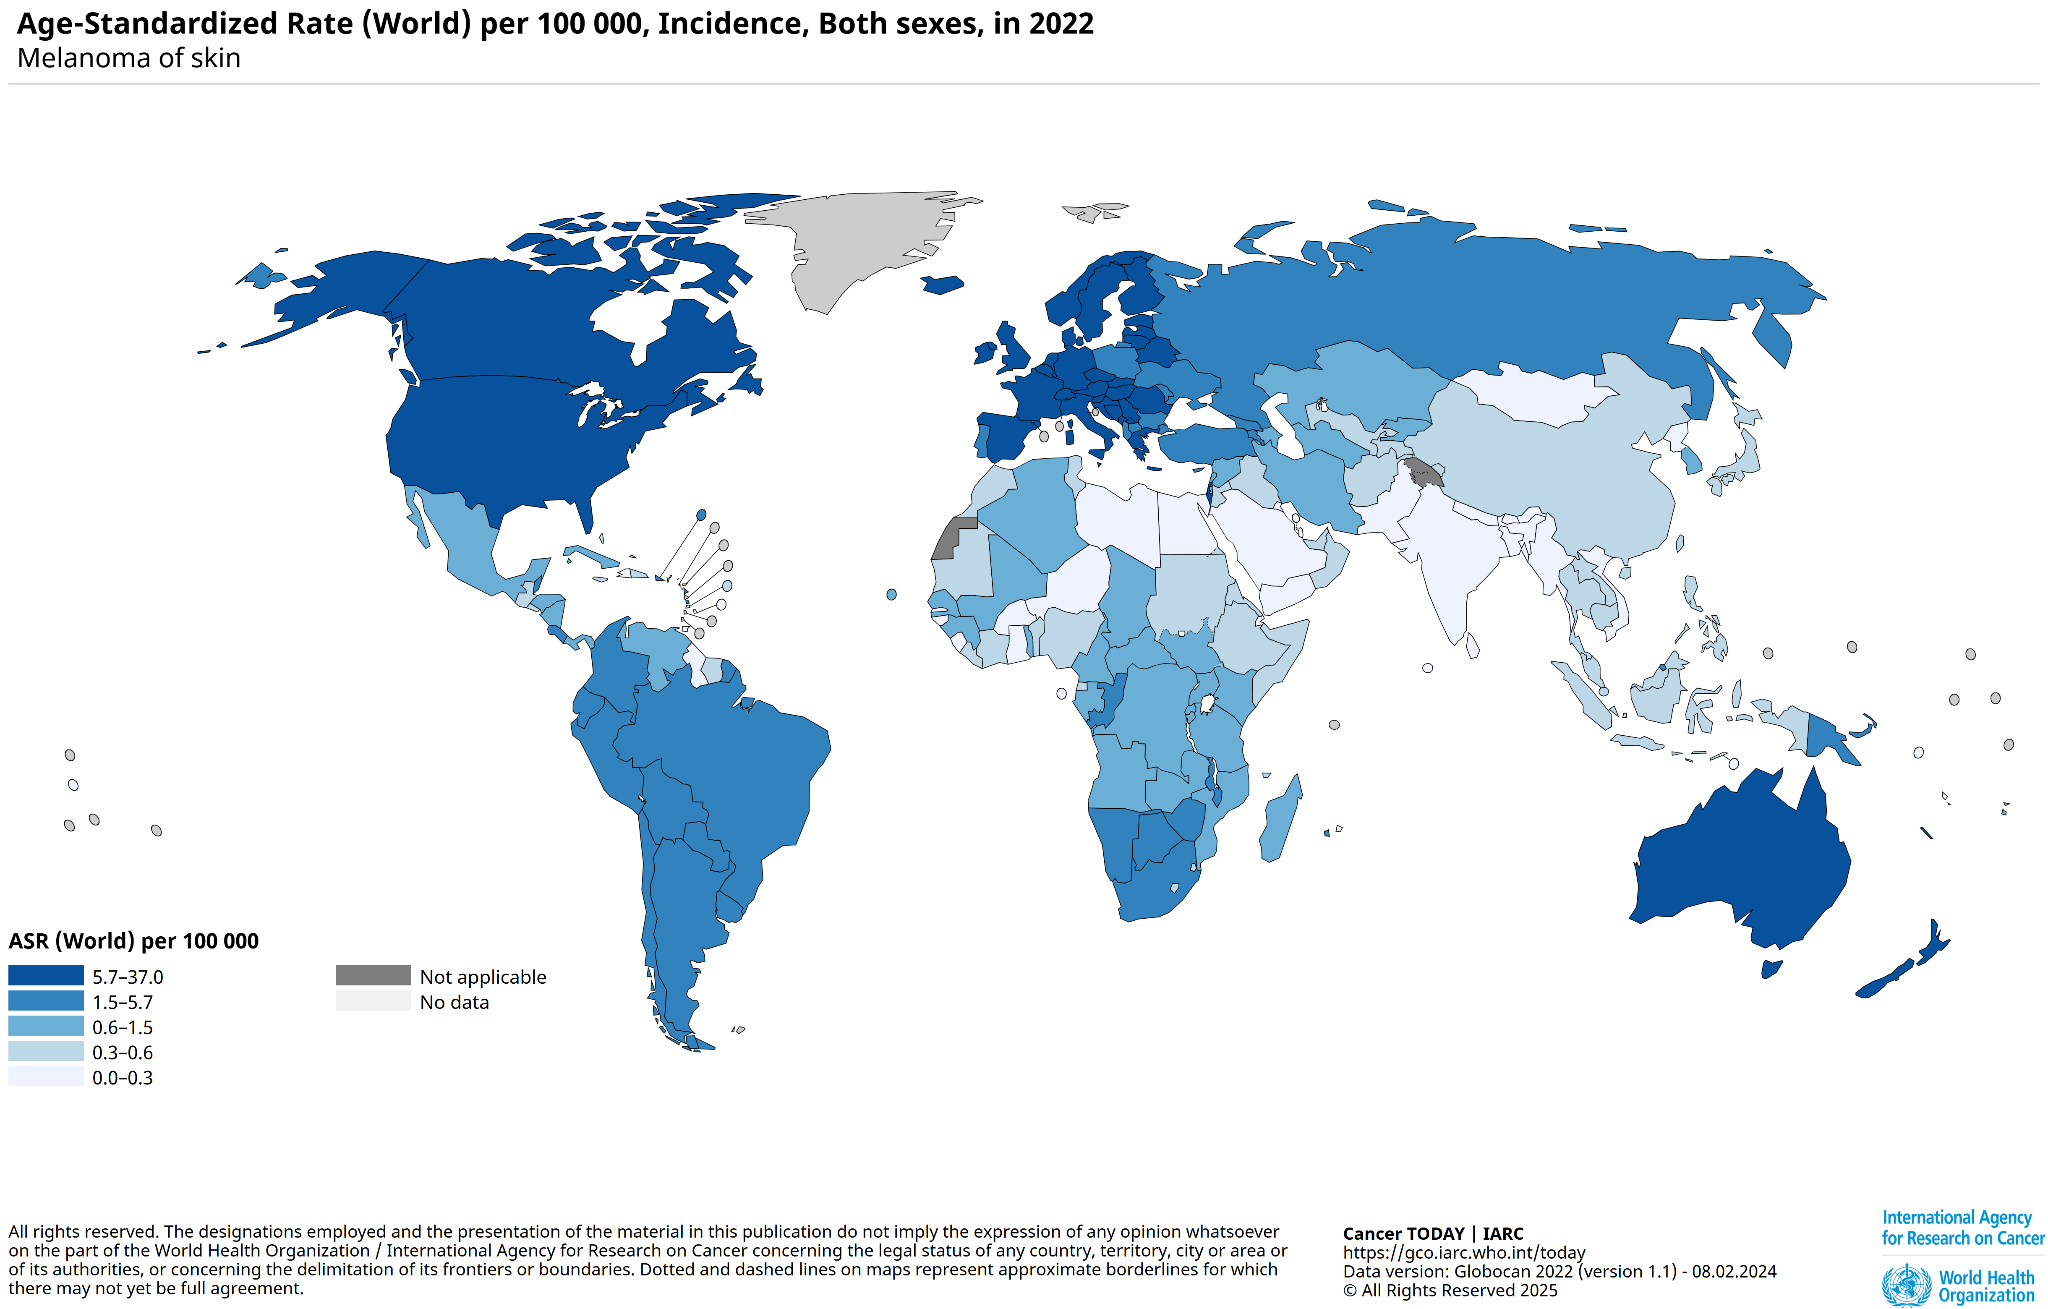 Age-Standardized Rate (World) per 100 000, Incidence, Both sexes, in 2022
Melanoma of skin
ASR (World) per 100 000
5.7–37.0
1.5–5.7
0.6–1.5
0.3–0.6
0.0–0.3
Not applicable
No data
All rights reserved. The designations employed and the presentation of the material in this publication do not imply the expression of any opinion whatsoever
on the part of the World Health Organization / International Agency for Research on Cancer concerning the legal status of any country, territory, city or area or
of its authorities, or concerning the delimitation of its frontiers or boundaries. Dotted and dashed lines on maps represent approximate borderlines for which
there may not yet be full agreement.
Cancer TODAY | IARC
https://gco.iarc.who.int/today
Data version: Globocan 2022 (version 1.1) - 08.02.2024
© All Rights Reserved 2025
International Agency
for Research on Cancer
World Health
Organization